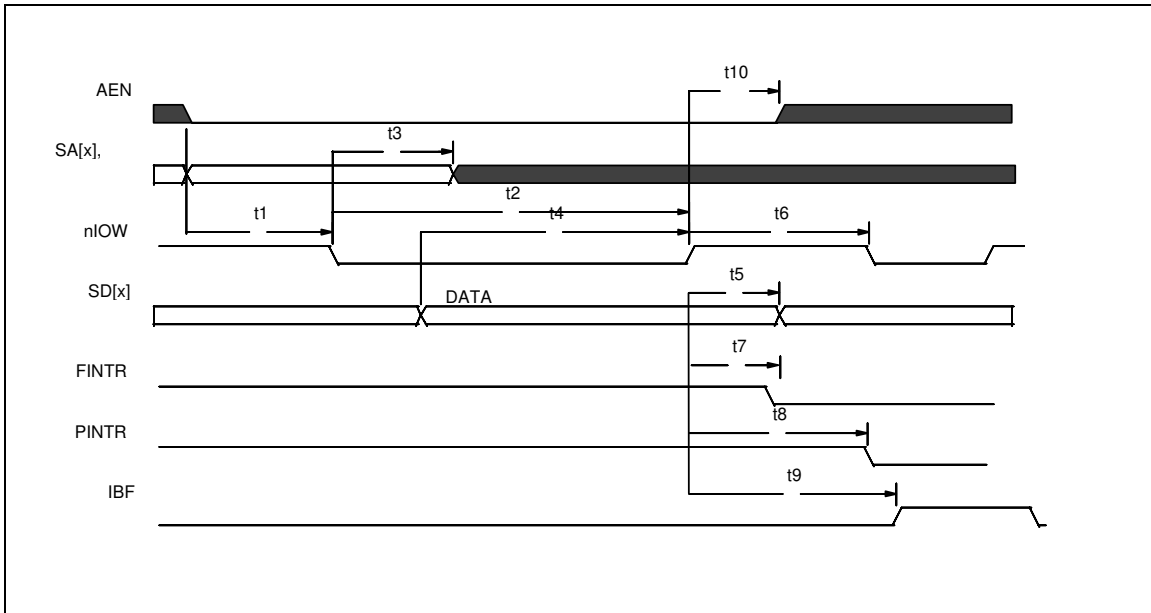 t10
AEN
t3
SA[x],
t2
t1
t4
t6
nIOW
t5
SD[x]
DATA
t7
FINTR
t8
PINTR
t9
IBF